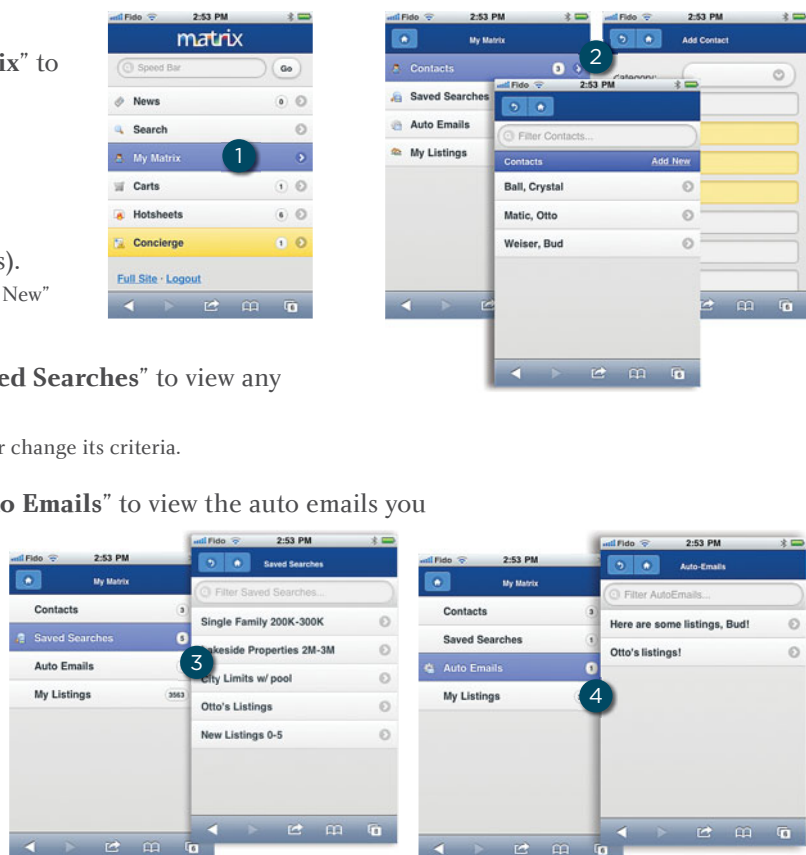 ix” to
s).
New”
ed Searches” to view any
r change its criteria.
o Emails” to view the auto emails you
Fido 2:53 PM
matrix
Speed Bar Go
News 0
Search
My Matrix 1
Carts 1
Hotsheets 6
Concierge 1
Full Site · Logout
6
Fido 2:53 PM
My Matrix
Contacts 3
2
Saved Searches
Auto Emails
My Listings
Fido 2:53 PM
Add Contact
Category:
6
Fido 2:53 PM
Filter Contacts...
Contacts Add New
Ball, Crystal
Matic, Otto
Weiser, Bud
6
Fido 2:53 PM
My Matrix
Contacts 3
Saved Searches 5
Auto Emails
3
My Listings 3563
6
Fido 2:53 PM
Saved Searches
Filter Saved Searches...
Single Family 200K-300K
Properties 2M-3M
City Limits w/ pool
Otto's Listings
New Listings 0-5
6
Fido 2:53 PM
My Matrix
Contacts 3
Saved Searches 1
Auto Emails 1
My Listings
4
6
Fido 2:53 PM
Auto-Emails
Filter AutoEmails...
Here are some listings, Bud!
Otto's listings!
6